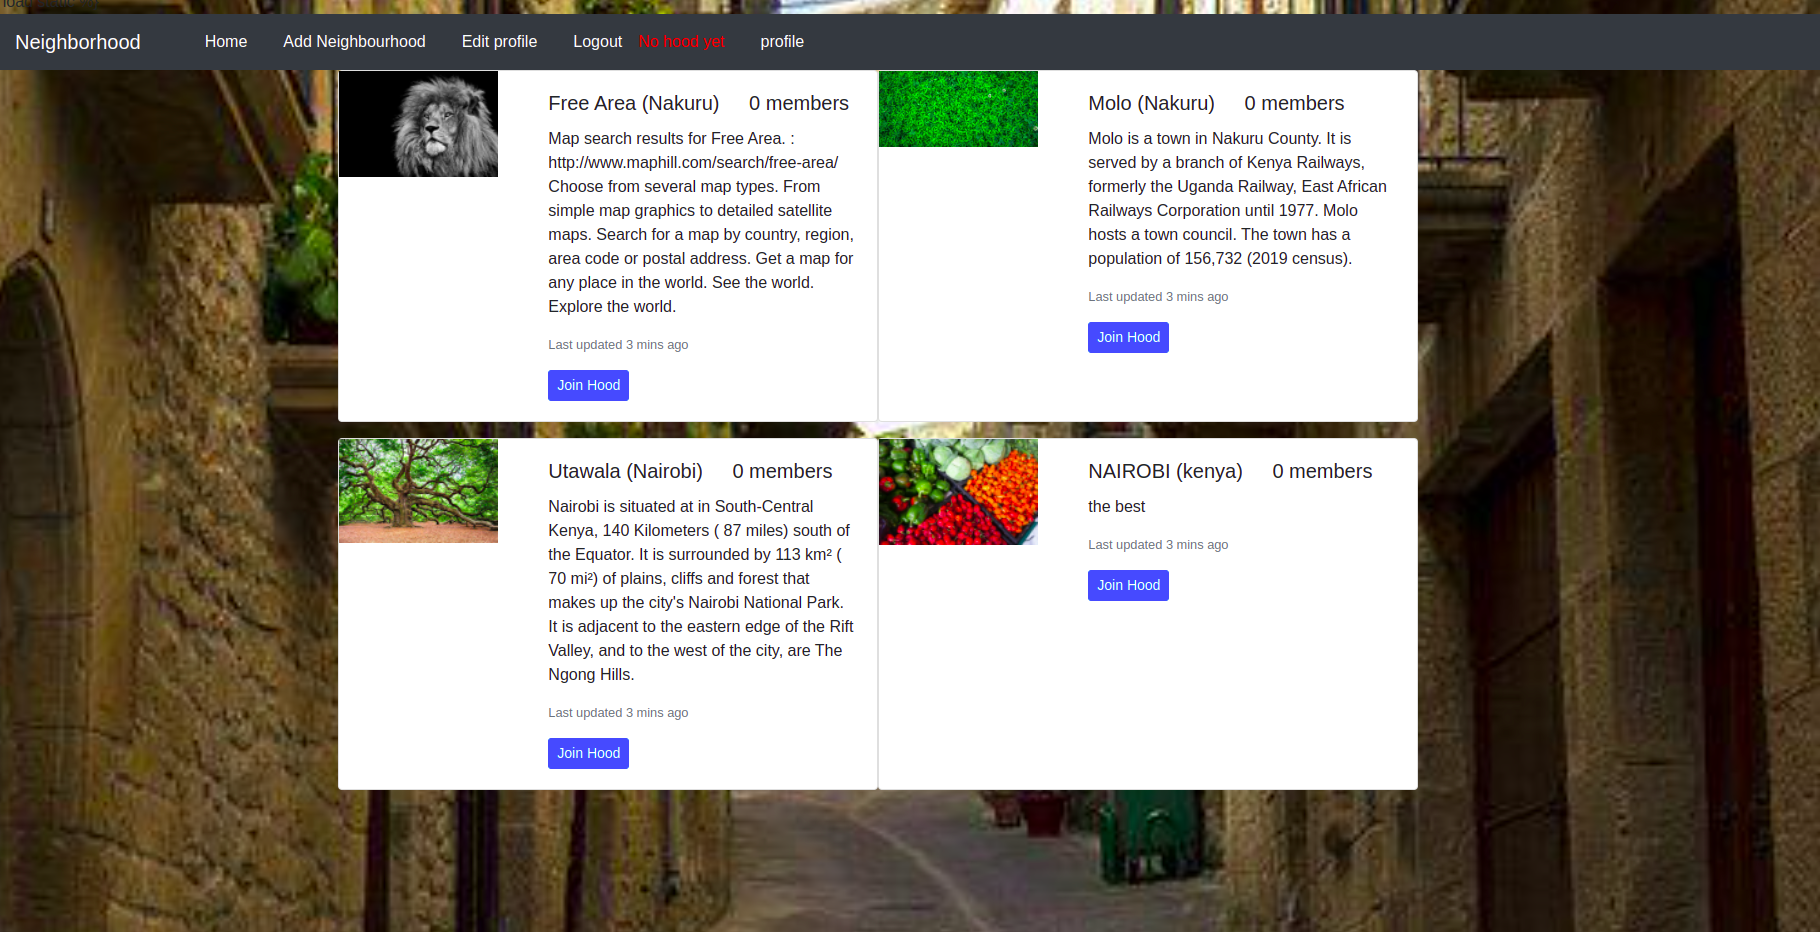 Neighborhood Home Add Neighbourhood Edit profile Logout No hood yet profile
Free Area (Nakuru) 0 members
Map search results for Free Area. :
http://www.maphill.com/search/free-area/
Choose from several map types. From
simple map graphics to detailed satellite
maps. Search for a map by country, region,
area code or postal address. Get a map for
any place in the world. See the world.
Explore the world.
Last updated 3 mins ago
Join Hood
Molo (Nakuru) 0 members
Molo is a town in Nakuru County. It is
served by a branch of Kenya Railways,
formerly the Uganda Railway, East African
Railways Corporation until 1977. Molo
hosts a town council. The town has a
population of 156,732 (2019 census).
Last updated 3 mins ago
Join Hood
Utawala (Nairobi) 0 members
Nairobi is situated at in South-Central
Kenya, 140 Kilometers ( 87 miles) south of
the Equator. It is surrounded by 113 km² (
70 mi²) of plains, cliffs and forest that
makes up the city's Nairobi National Park.
It is adjacent to the eastern edge of the Rift
Valley, and to the west of the city, are The
Ngong Hills.
Last updated 3 mins ago
Join Hood
NAIROBI (kenya) 0 members
the best
Last updated 3 mins ago
Join Hood